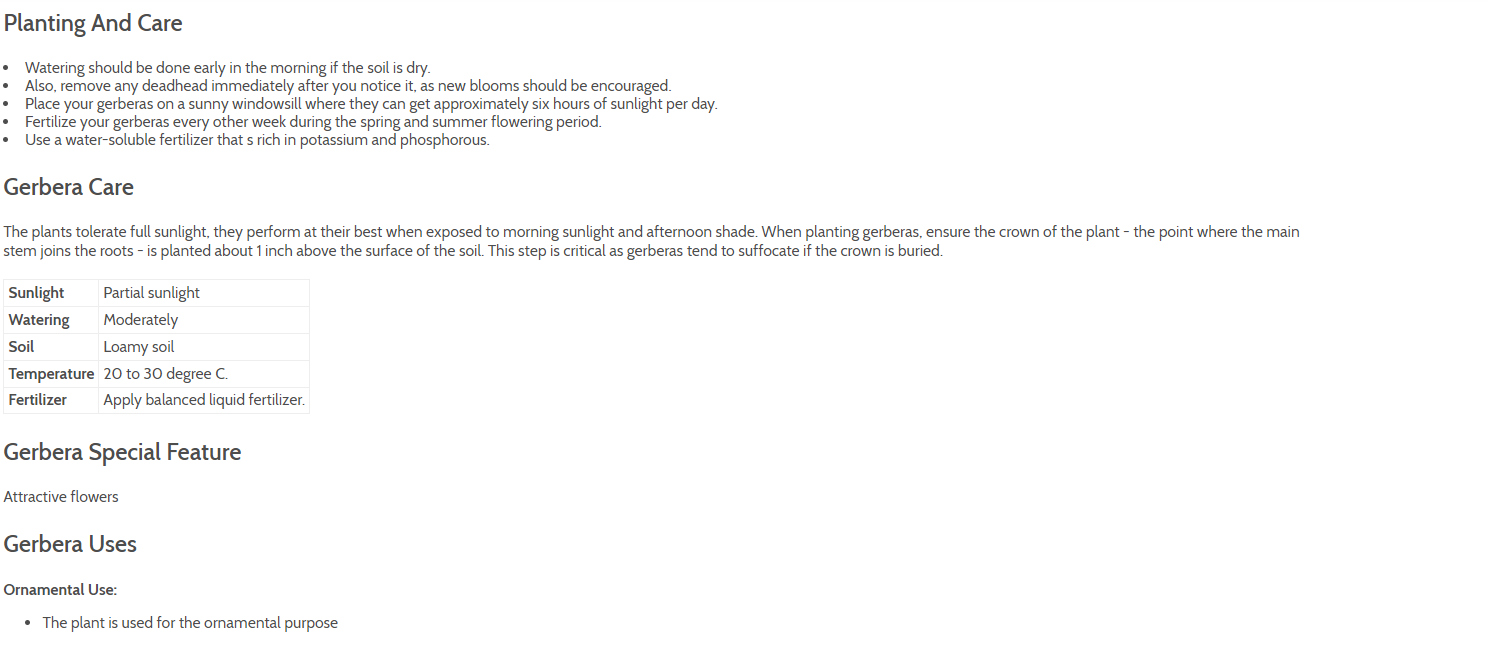 Planting And Care
• Watering should be done early in the morning if the soil is dry.
• Also, remove any deadhead immediately after you notice it, as new blooms should be encouraged.
• Place your gerberas on a sunny windowsill where they can get approximately six hours of sunlight per day.
• Fertilize your gerberas every other week during the spring and summer flowering period.
• Use a water-soluble fertilizer that s rich in potassium and phosphorous.
Gerbera Care
The plants tolerate full sunlight, they perform at their best when exposed to morning sunlight and afternoon shade. When planting gerberas, ensure the crown of the plant - the point where the main
stem joins the roots - is planted about 1 inch above the surface of the soil. This step is critical as gerberas tend to suffocate if the crown is buried.
Sunlight Partial sunlight
Watering Moderately
Soil Loamy soil
Temperature 20 to 30 degree C.
Fertilizer Apply balanced liquid fertilizer.
Gerbera Special Feature
Attractive flowers
Gerbera Uses
Ornamental Use:
• The plant is used for the ornamental purpose